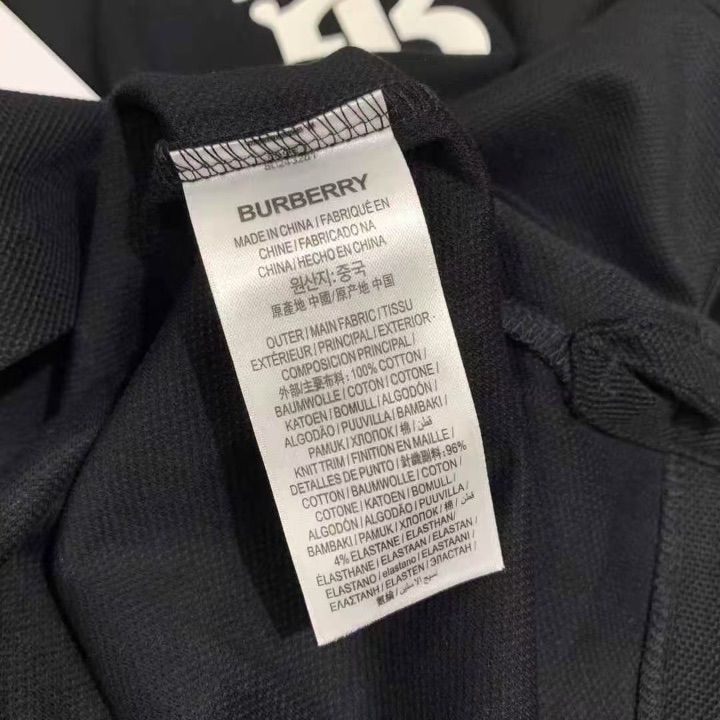 BURBERRY
MADE IN CHINA / FABRIQUÉ EN
CHINE / FABRICADO NA
CHINA / HECHO EN CHINA
원산지: 중국
原產地 中國 / 原产地 中国
OUTER / MAIN FABRIC / TISSU
EXTÉRIEUR / PRINCIPAL / EXTERIOR -
COMPOSICION PRINCIPAL /
外部/主要布料 : 100% COTTON /
BAUMWOLLE / COTON / COTONE /
KATOEN / BOMULL / ALGODÓN /
ALGODÃO / PUUVILLA / BAMBAKI /
PAMUK / ХЛОПОК / 棉 / قطن /
KNIT TRIM / FINITION EN MAILLE /
DETALLES DE PUNTO / 針織副料 : 96%
COTTON / BAUMWOLLE / COTON /
COTONE / KATOEN / BOMULL /
ALGODÓN / ALGODÃO / PUUVILLA /
BAMBAKI / PAMUK / ХЛОПОК / 棉 / قطن /
4% ELASTANE / ELASTHAN /
ÉLASTHANE / ELASTAAN / ELASTAN /
ELASTANO / elastano / ELASTAANI /
ΕΛΑΣΤΑΝΗ / ELASTEN / ЭЛАСТАН /